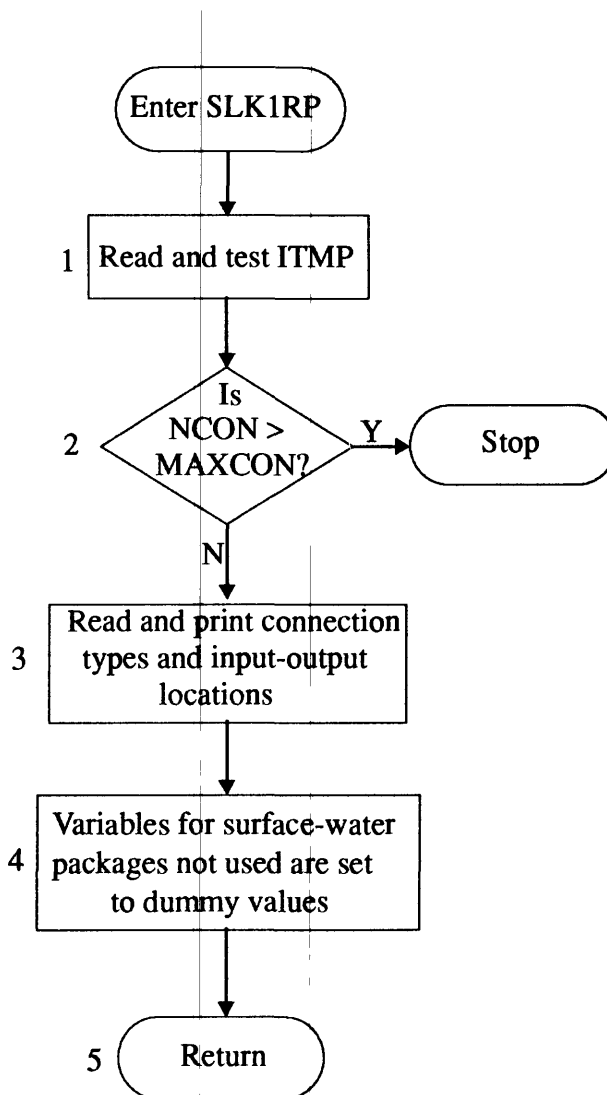 Enter SLK1RP
1
Read and test ITMP
2
Is
NCON >
MAXCON?
Y
Stop
N
3
Read and print connection
types and input-output
locations
4
Variables for surface-water
packages not used are set
to dummy values
5
Return